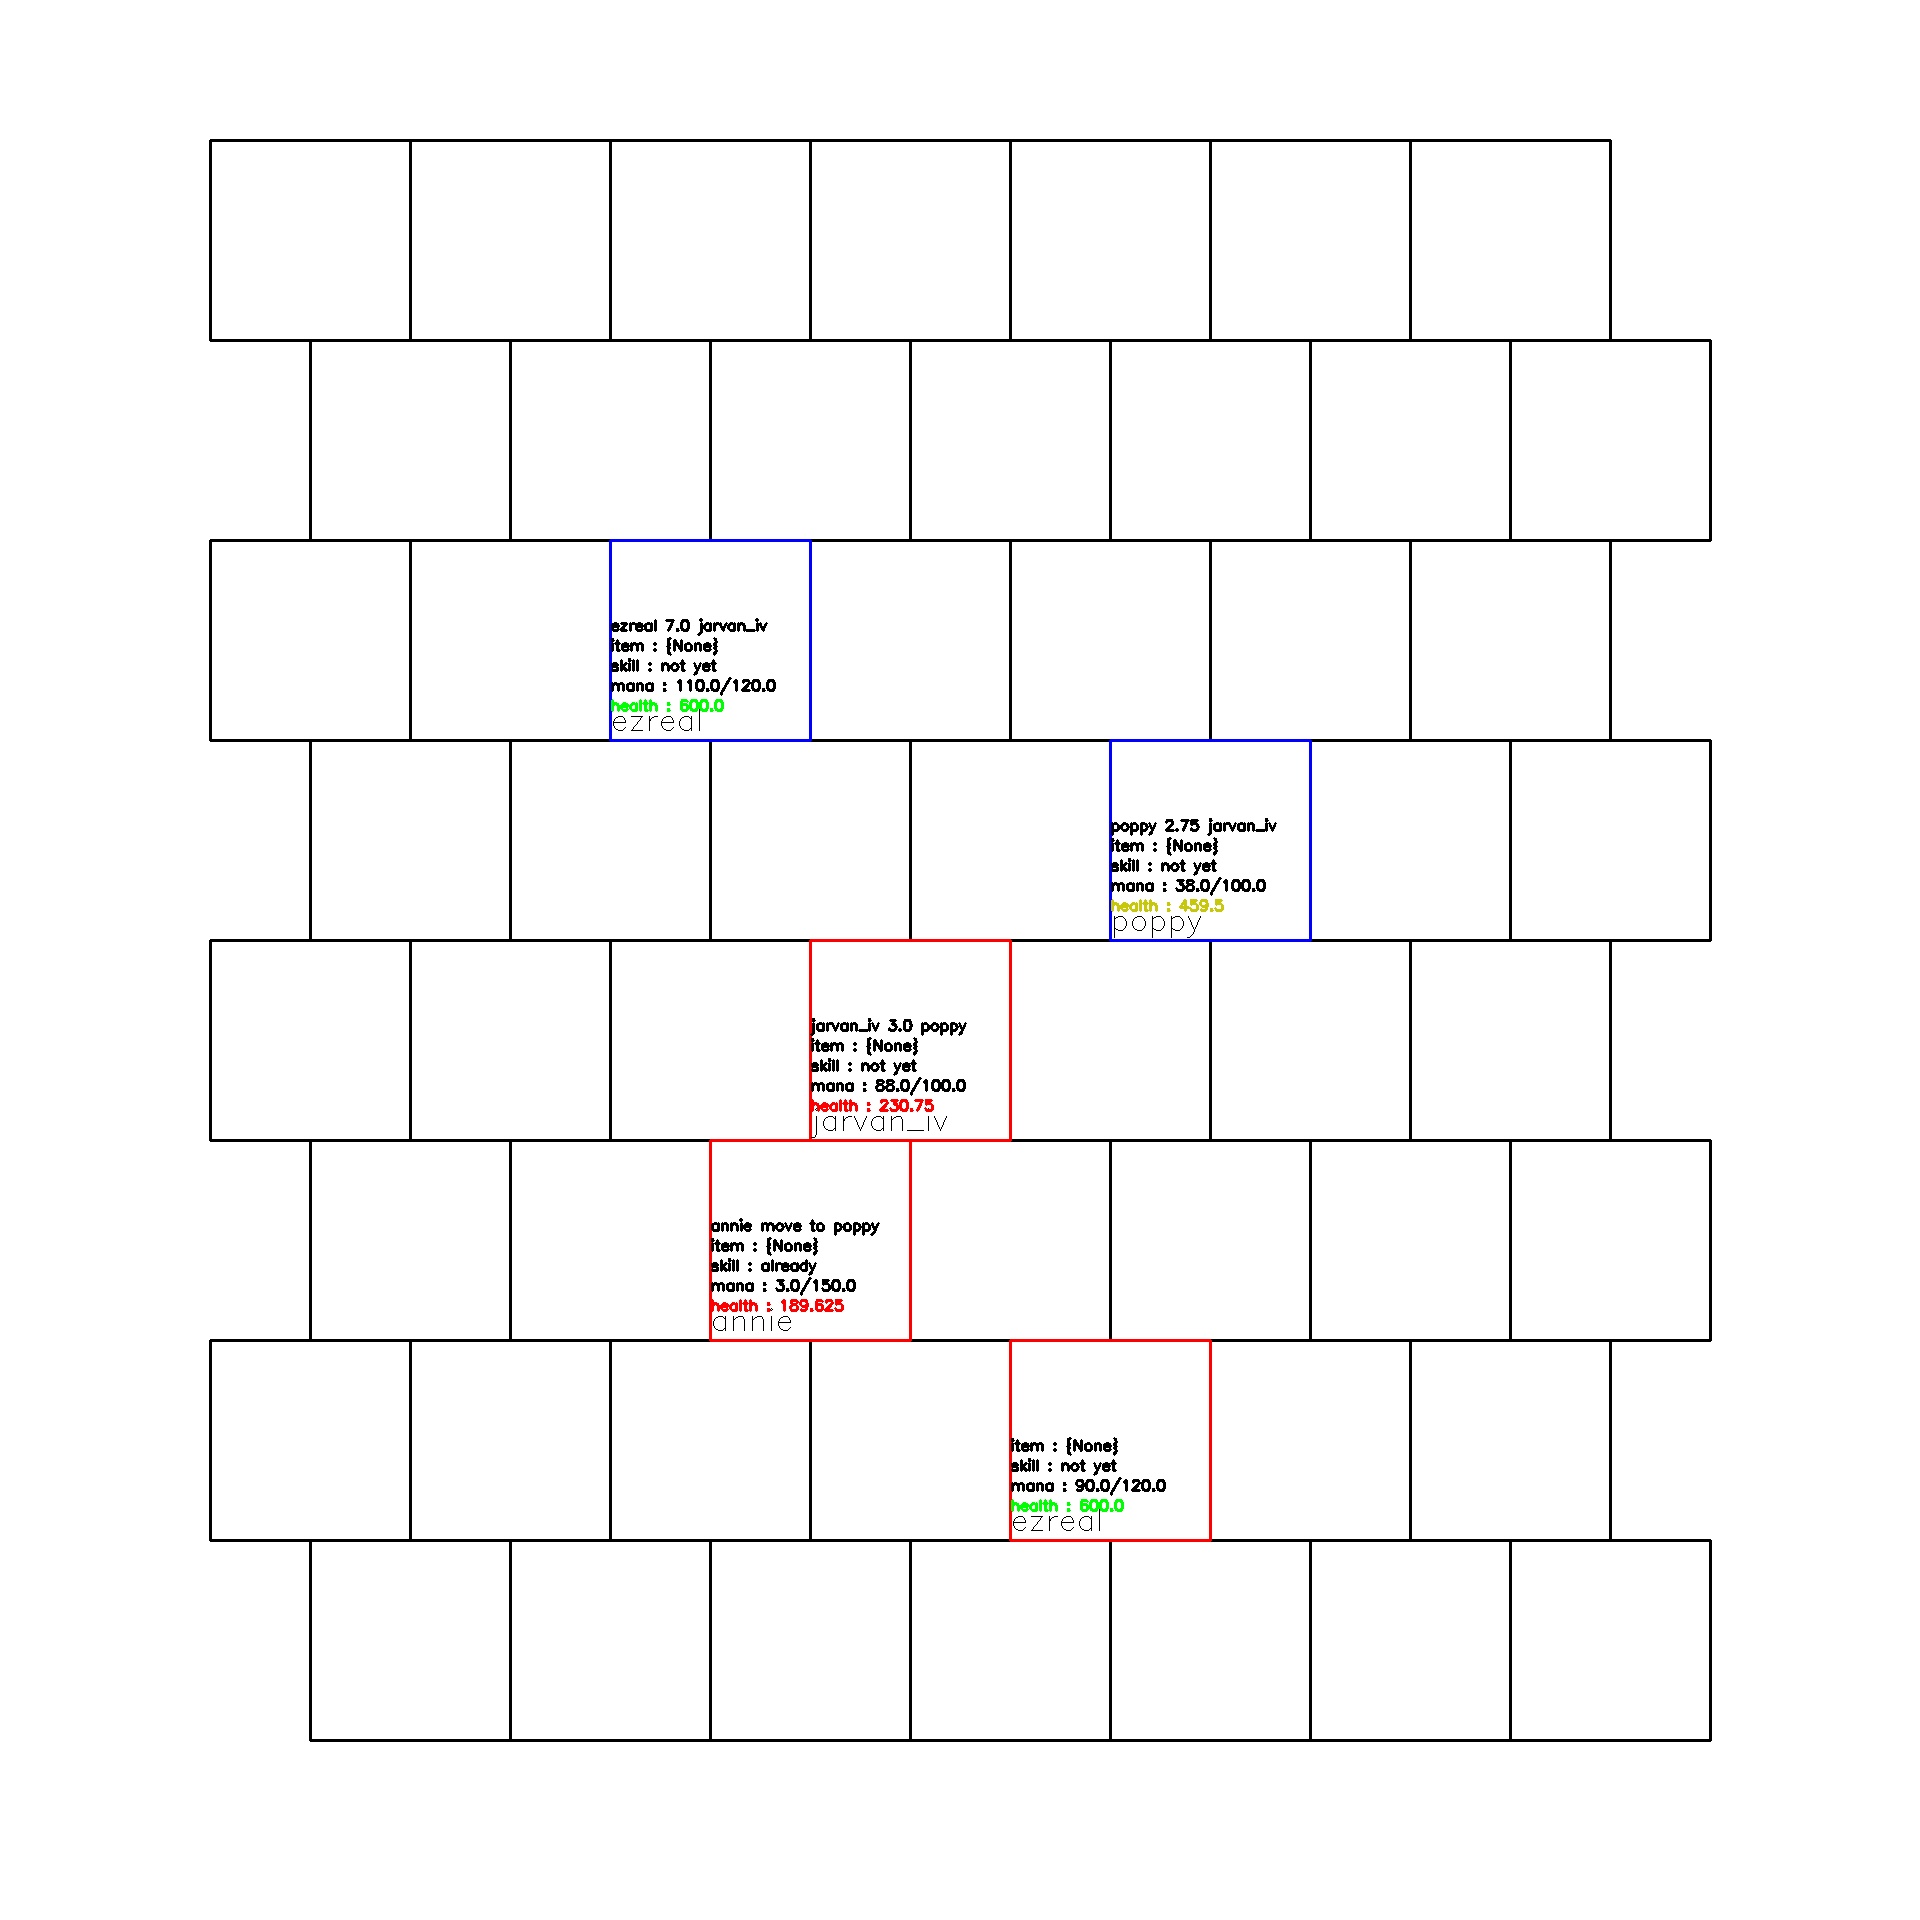 ezreal 7.0 jarvan_iv
item : {None}
skill : not yet
mana : 110.0/120.0
health : 600.0
ezreal
poppy 2.75 jarvan_iv
item : {None}
skill : not yet
mana : 38.0/100.0
health : 459.5
poppy
jarvan_iv 3.0 poppy
item : {None}
skill : not yet
mana : 88.0/100.0
health : 230.75
jarvan_iv
annie move to poppy
item : {None}
skill : already
mana : 3.0/150.0
health : 189.625
annie
item : {None}
skill : not yet
mana : 90.0/120.0
health : 600.0
ezreal